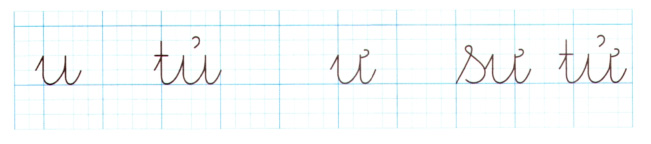 u tủ ư sư tử